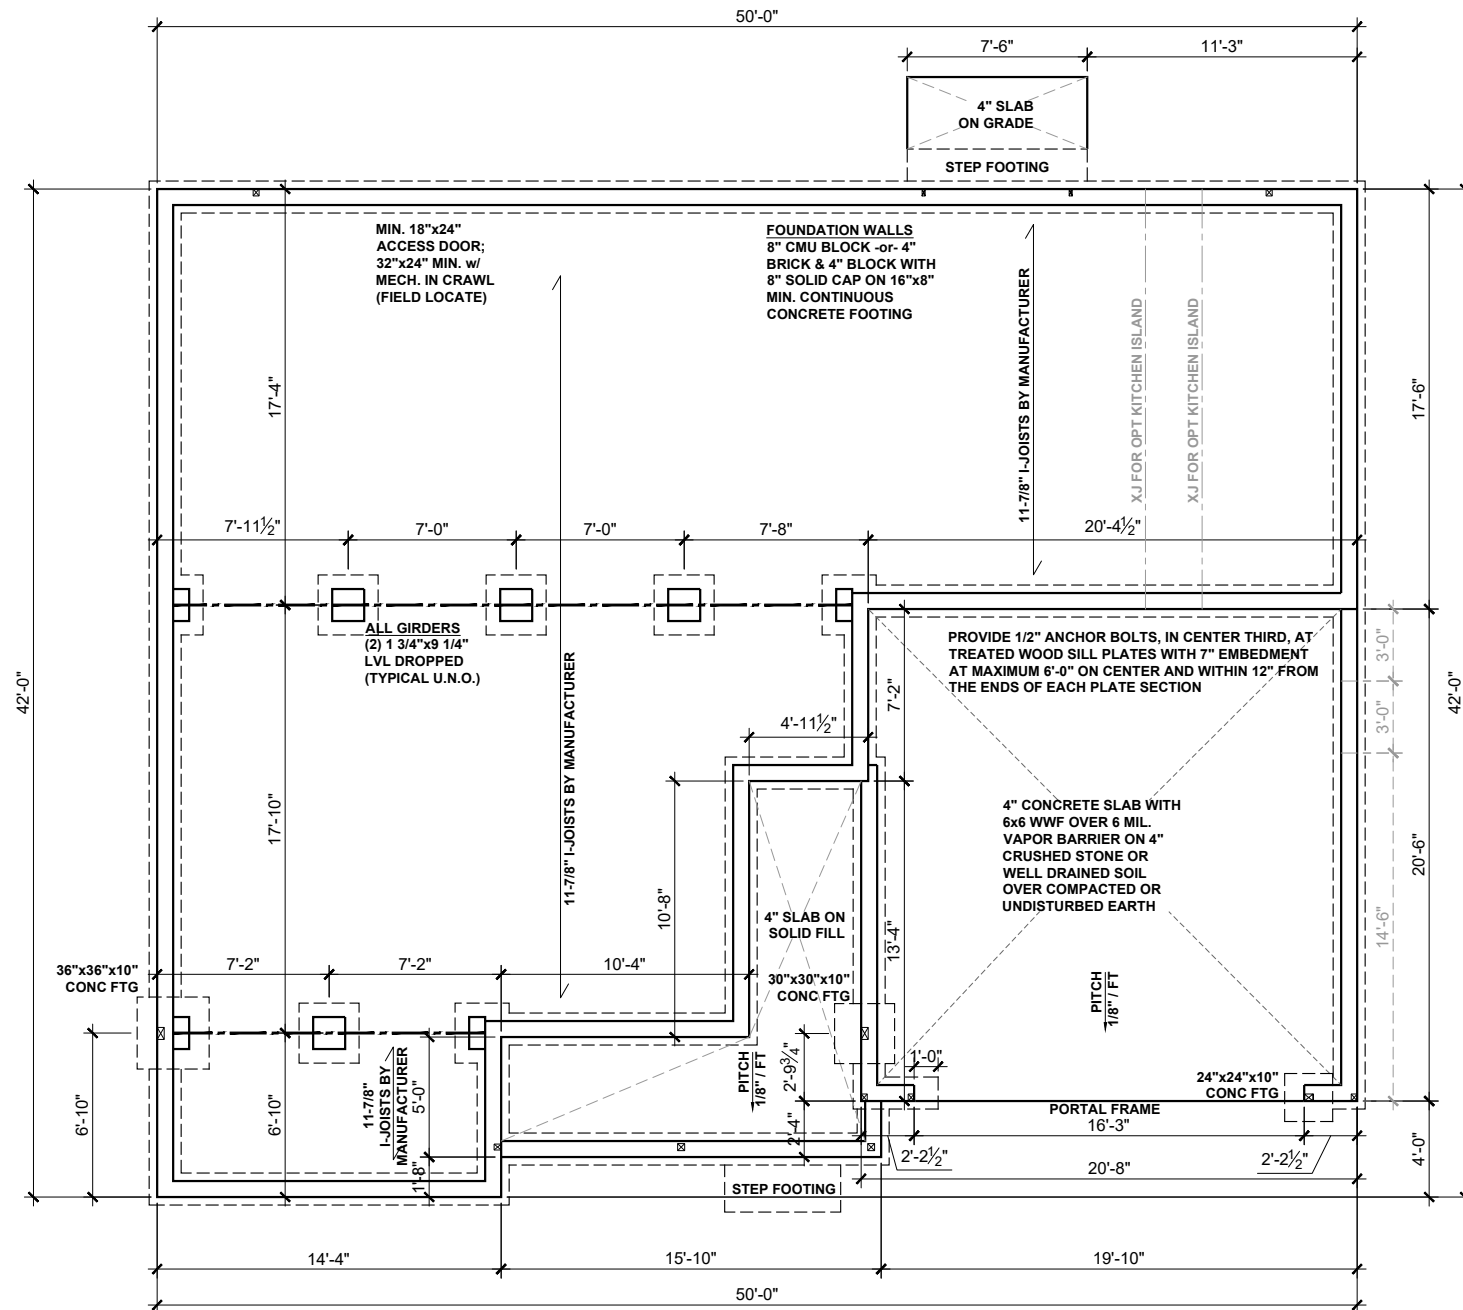 50'-0"
7'-6"
11'-3"
4" SLAB
ON GRADE
STEP FOOTING
MIN. 18"x24"
ACCESS DOOR;
32"x24" MIN. w/
MECH. IN CRAWL
(FIELD LOCATE)
FOUNDATION WALLS
8" CMU BLOCK -or- 4"
BRICK & 4" BLOCK WITH
8" SOLID CAP ON 16"x8"
MIN. CONTINUOUS
CONCRETE FOOTING
11-7/8" I-JOISTS BY MANUFACTURER
XJ FOR OPT KITCHEN ISLAND
XJ FOR OPT KITCHEN ISLAND
17'-4"
17'-6"
7'-11½"
7'-0"
7'-0"
7'-8"
20'-4½"
42'-0"
42'-0"
ALL GIRDERS
(2) 1 3/4"x9 1/4"
LVL DROPPED
(TYPICAL U.N.O.)
11-7/8" I-JOISTS BY MANUFACTURER
PROVIDE 1/2" ANCHOR BOLTS, IN CENTER THIRD, AT
TREATED WOOD SILL PLATES WITH 7" EMBEDMENT
AT MAXIMUM 6'-0" ON CENTER AND WITHIN 12" FROM
THE ENDS OF EACH PLATE SECTION
7'-2"
3'-0"
3'-0"
4'-11½"
17'-10"
10'-8"
4" CONCRETE SLAB WITH
6x6 WWF OVER 6 MIL.
VAPOR BARRIER ON 4"
CRUSHED STONE OR
WELL DRAINED SOIL
OVER COMPACTED OR
UNDISTURBED EARTH
20'-6"
14'-6"
4" SLAB ON
SOLID FILL
13'-4"
36"x36"x10"
CONC FTG
7'-2"
7'-2"
10'-4"
30"x30"x10"
CONC FTG
PITCH
1/8" / FT
6'-10"
6'-10"
11-7/8"
I-JOISTS BY
MANUFACTURER
5'-0"
1'-8"
PITCH
1/8" / FT
2'-9¾"
2'-4"
1'-0"
24"x24"x10"
CONC FTG
PORTAL FRAME
16'-3"
2'-2½"
2'-2½"
20'-8"
4'-0"
STEP FOOTING
14'-4"
15'-10"
19'-10"
50'-0"